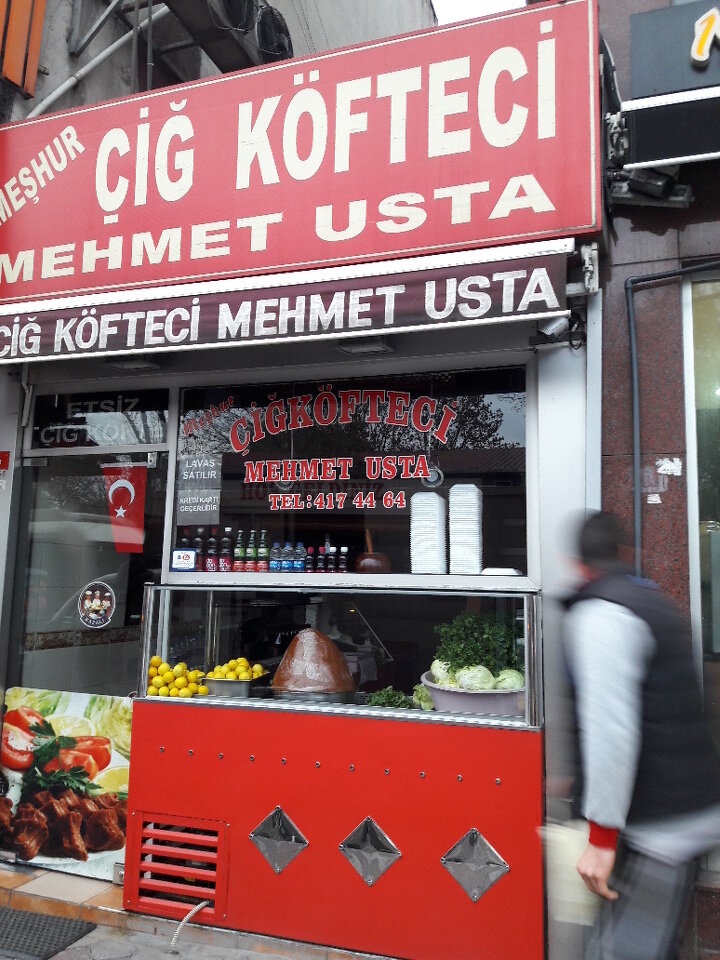 MEŞHUR
ÇİĞ KÖFTECİ
MEHMET USTA
ÇİĞ KÖFTECİ MEHMET USTA
ETSİZ
ÇİĞ KÖFTE
Meşhur
ÇİĞKÖFTECİ
MEHMET USTA
TEL:417 44 64
LAVAŞ
SATILIR
KREDİ KARTI
GEÇERLİDİR